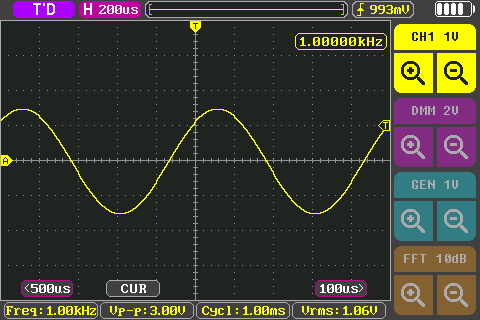 T'D H 200us 993mV
T
1.00000kHz
CH1 1V
DMM 2V
T
A
GEN 1V
FFT 10dB
<500us CUR 100us>
Freq:1.00kHz Vp-p:3.00V Cycl:1.00ms Vrms:1.06V